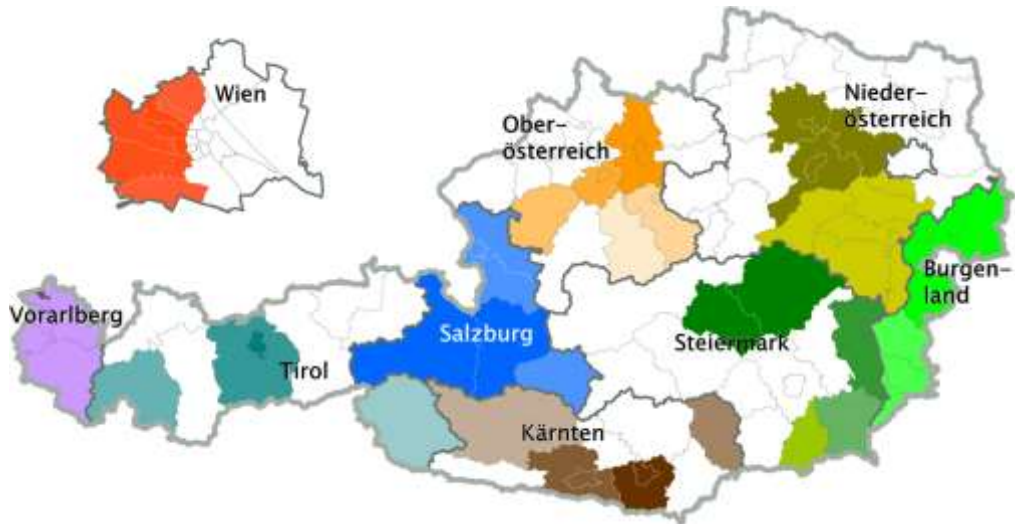 Wien
Nieder-
österreich
Ober-
österreich
Burgen-
land
Vorarlberg
Salzburg
Steiermark
Tirol
Kärnten